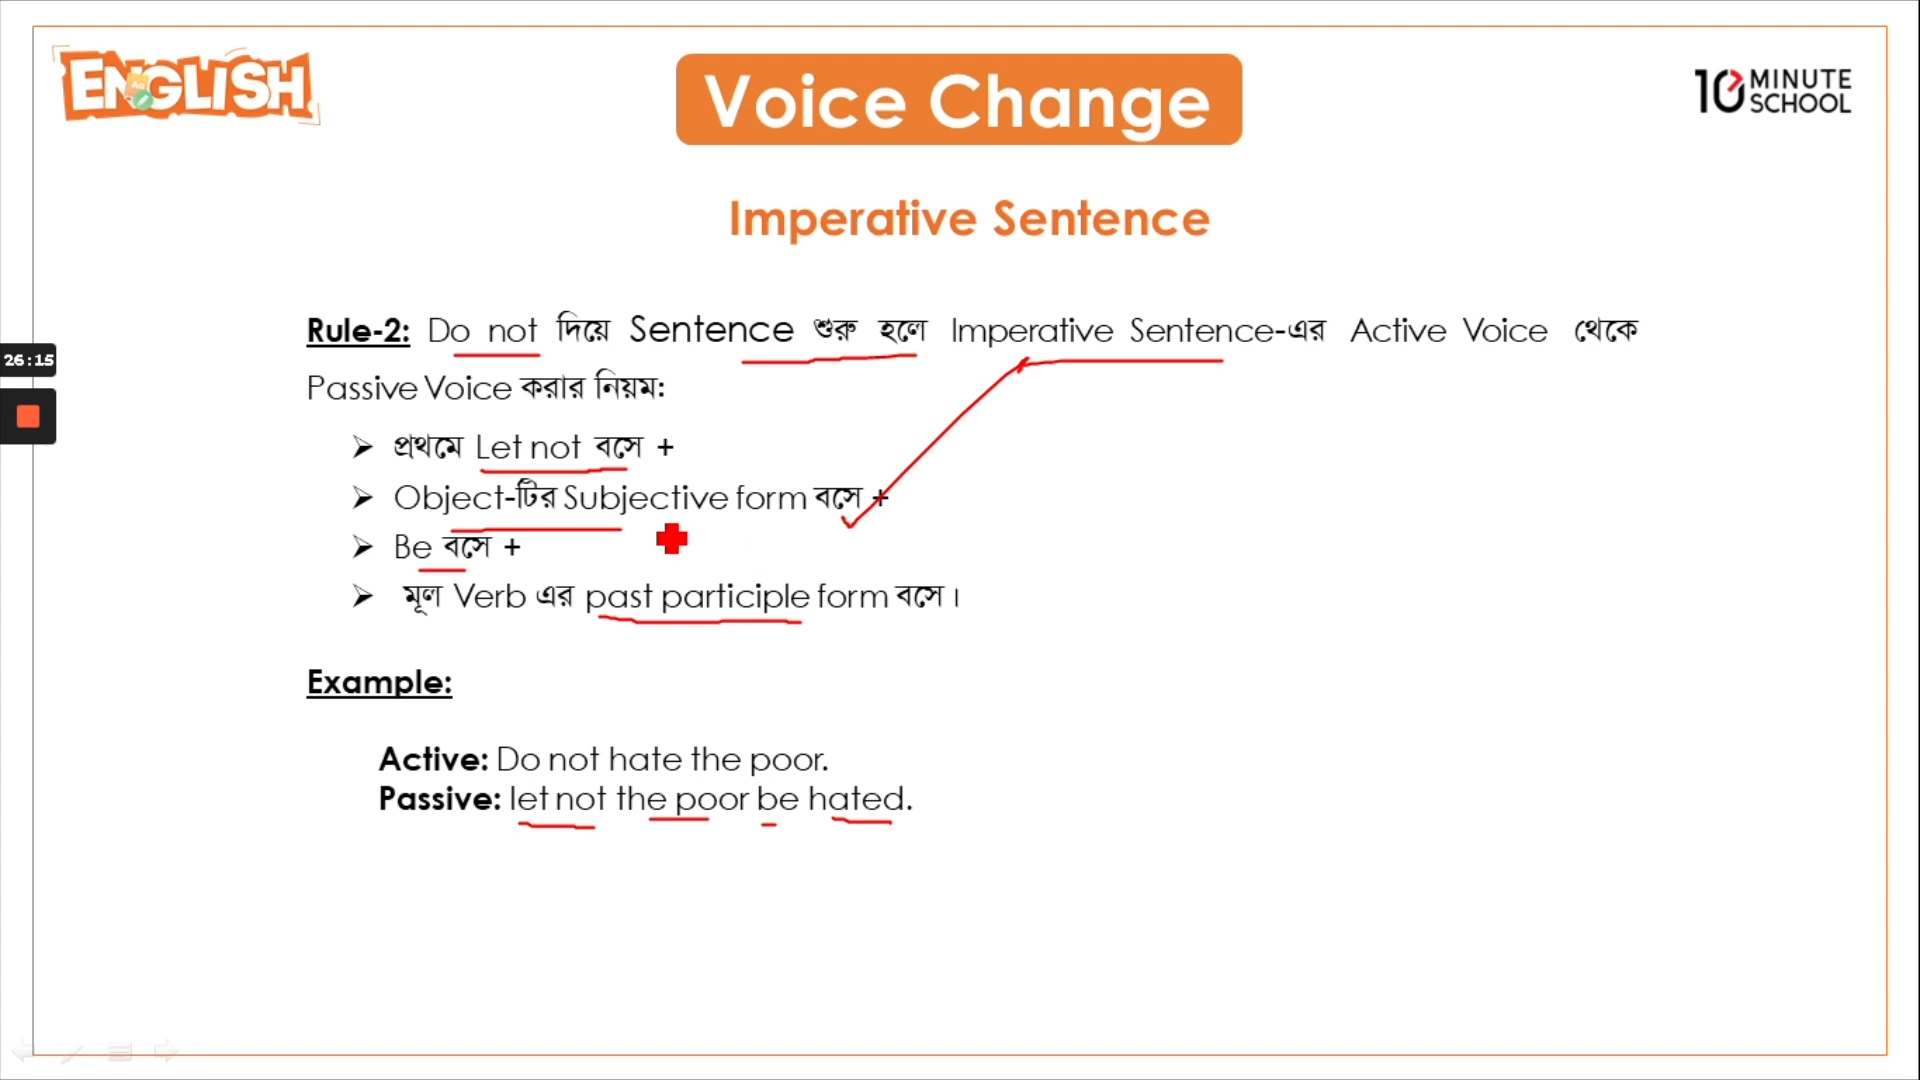 ENGLISH
Voice Change
10 MINUTE SCHOOL
Imperative Sentence
Rule-2: Do not দিয়ে Sentence শুরু হলে Imperative Sentence-এর Active Voice থেকে
26:15
Passive Voice করার নিয়ম:
➤ প্রথমে Let not বসে +
➤ Object-টির Subjective form বসে +
➤ Be বসে +
➤ মূল Verb এর past participle form বসে।
Example:
Active: Do not hate the poor.
Passive: let not the poor be hated.